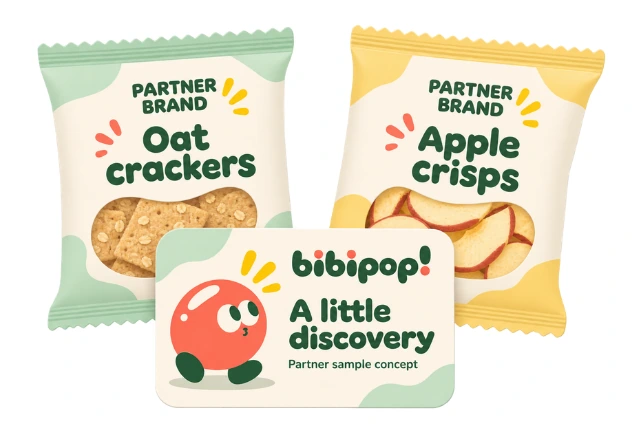 PARTNER
BRAND
Oat
crackers
PARTNER
BRAND
Apple
crisps
bibipop!
A little
discovery
Partner sample concept